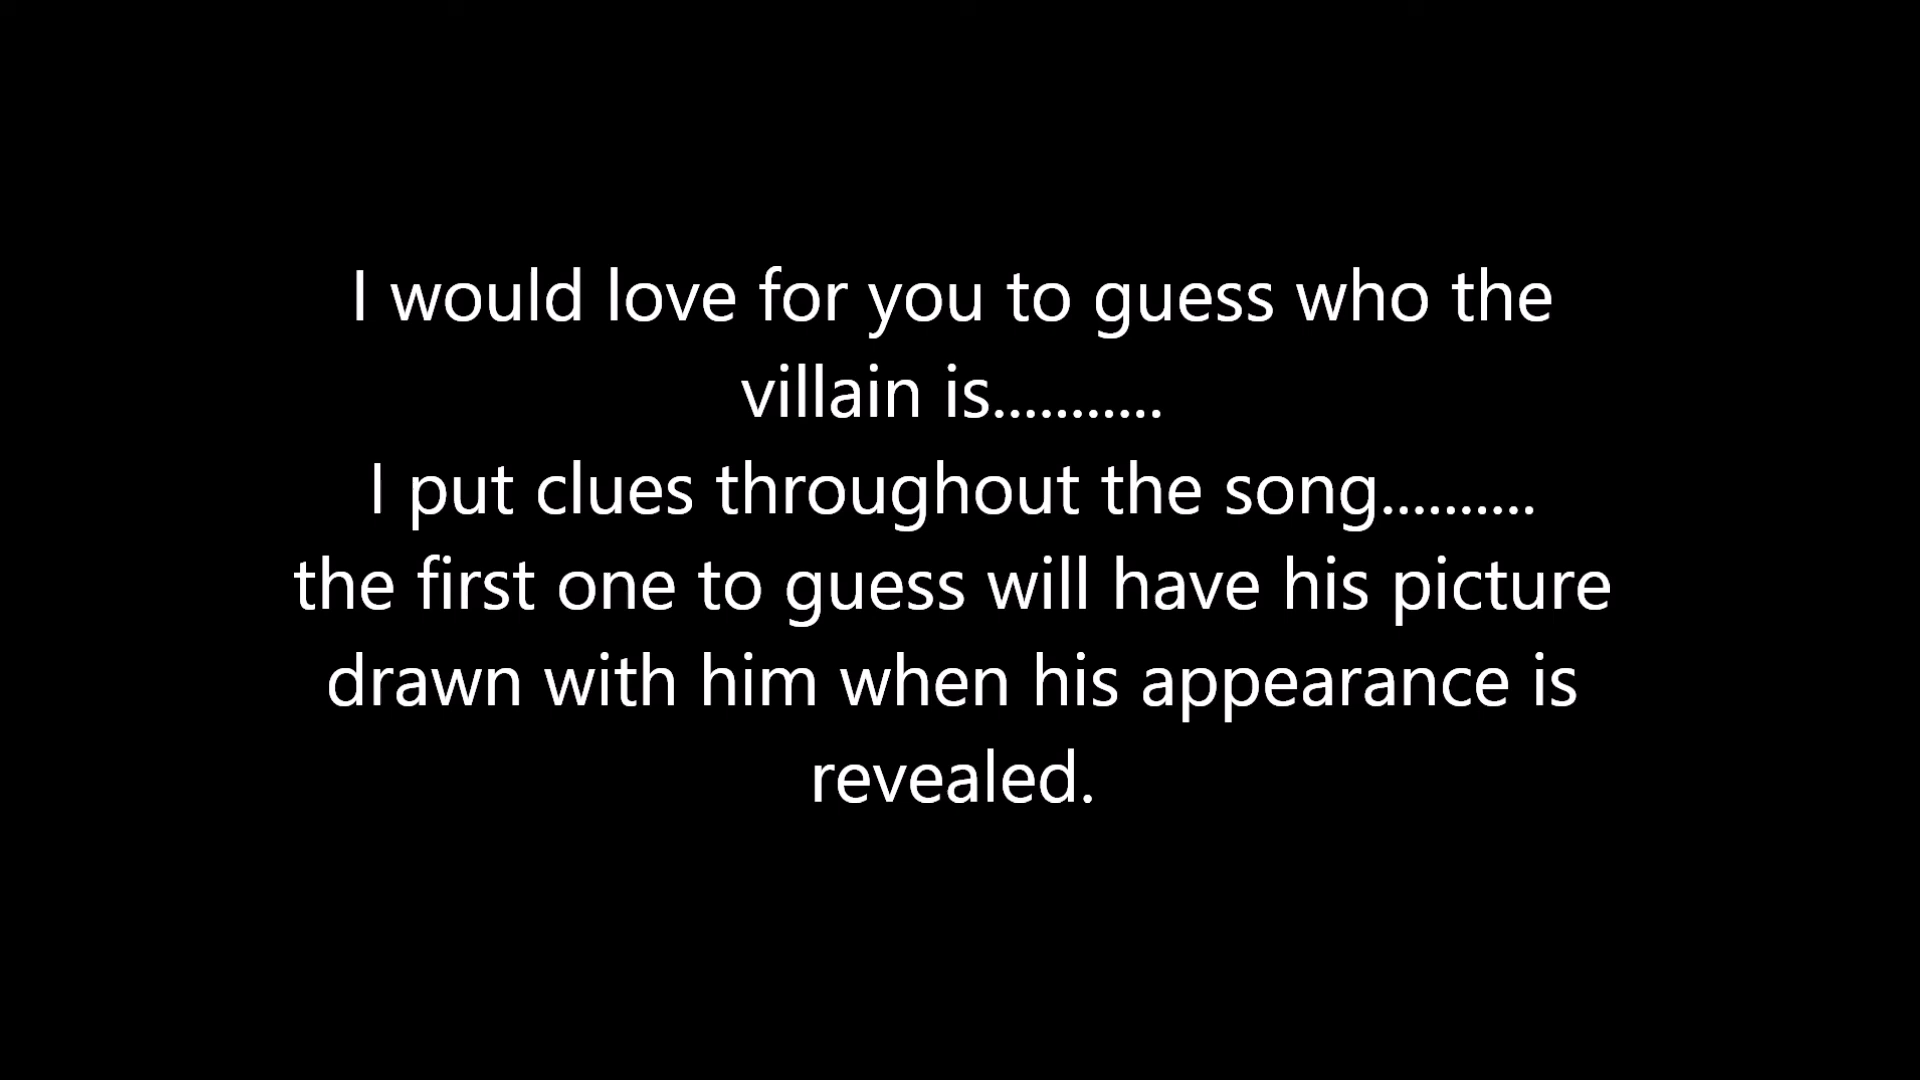 I would love for you to guess who the
villain is...........
I put clues throughout the song..........
the first one to guess will have his picture
drawn with him when his appearance is
revealed.